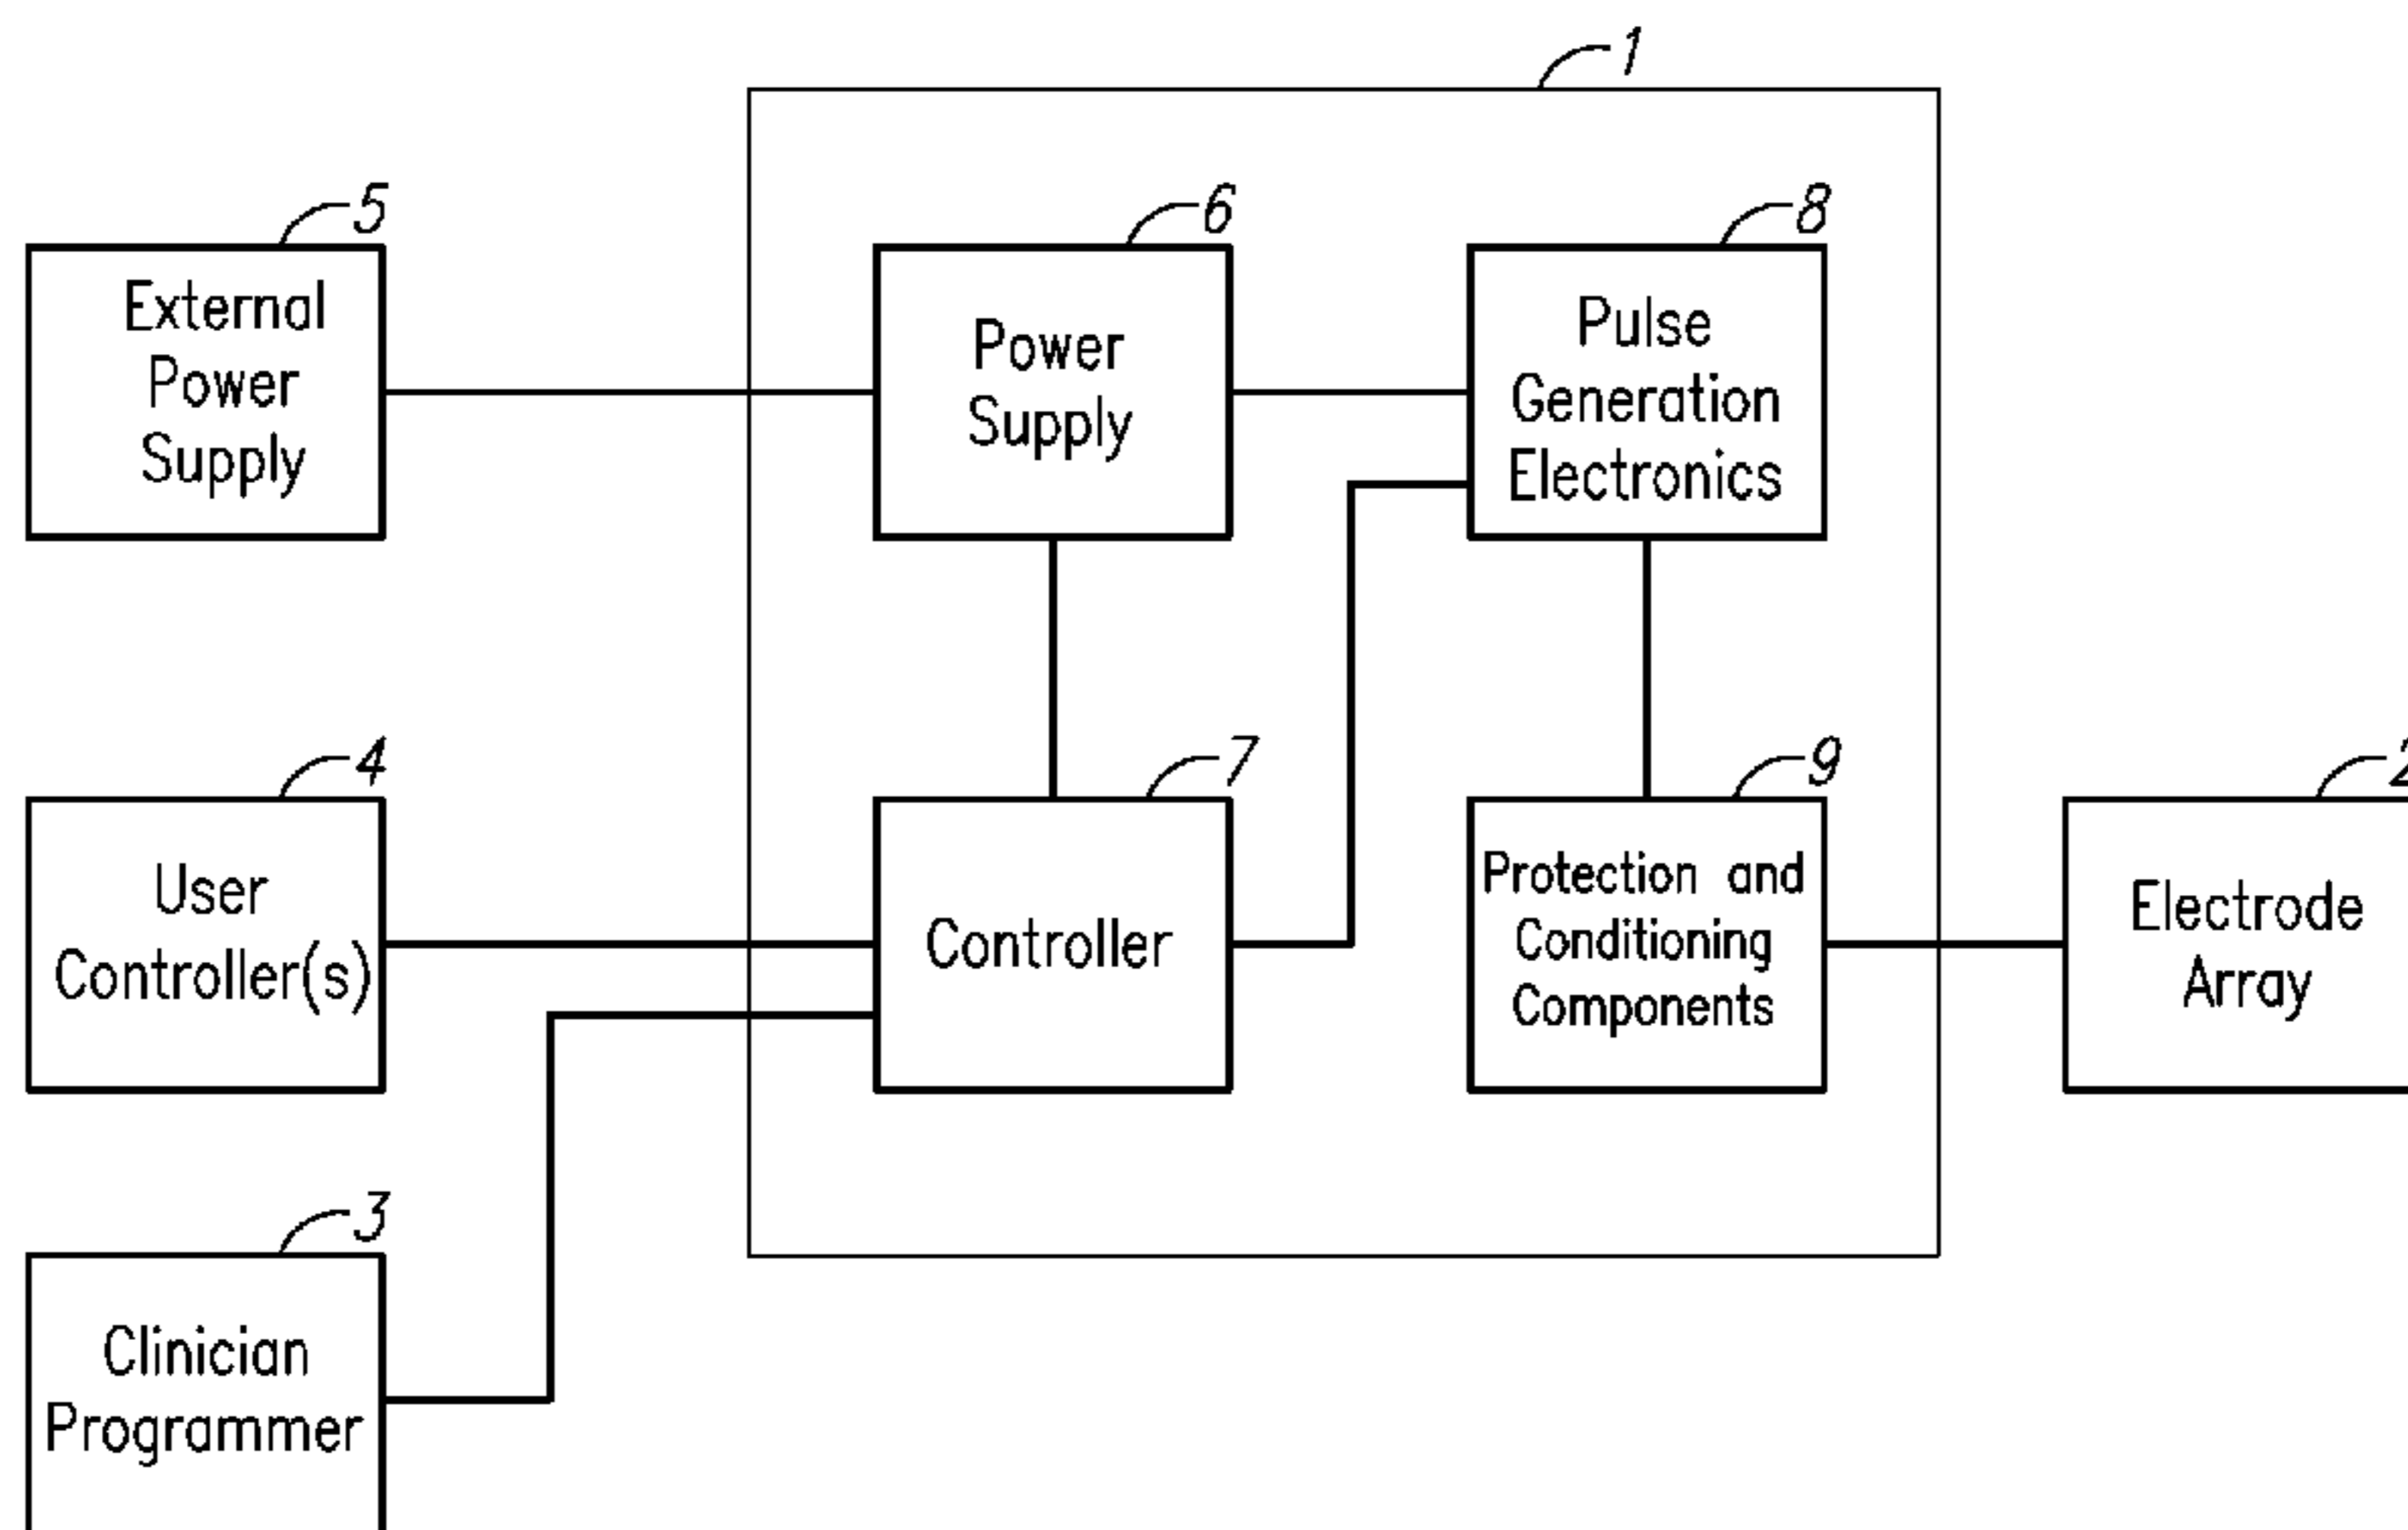 1
5
External
Power
Supply
6
Power
Supply
8
Pulse
Generation
Electronics
4
User
Controller(s)
7
Controller
9
Protection and
Conditioning
Components
2
Electrode
Array
3
Clinician
Programmer